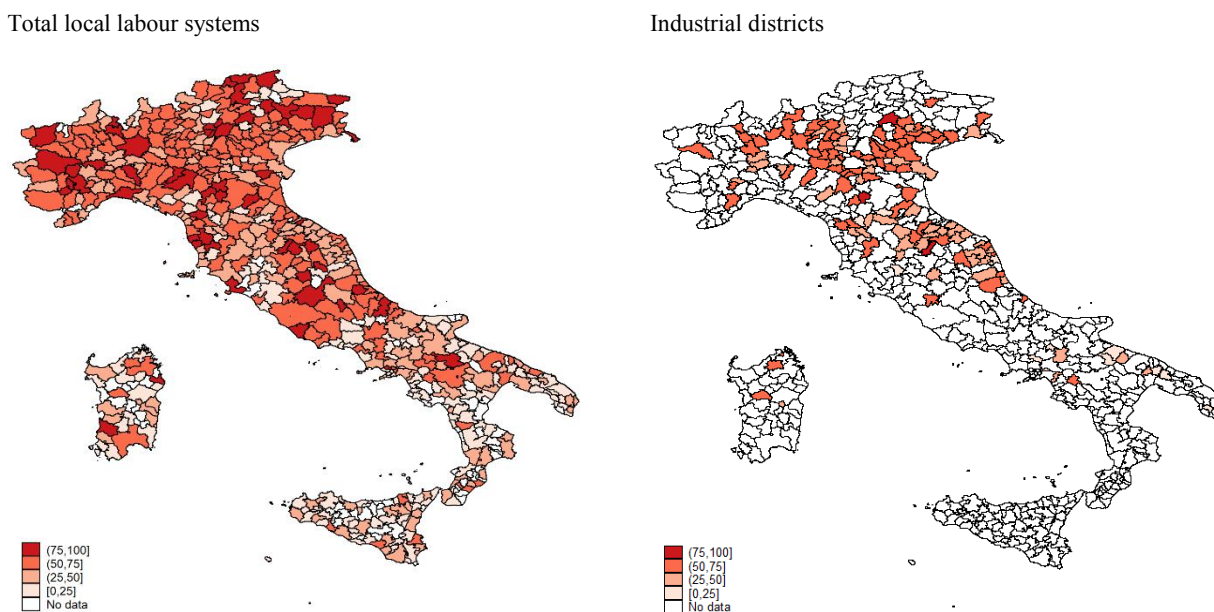 Total local labour systems
Industrial districts
(75,100]
(50,75]
(25,50]
[0,25]
No data
(75,100]
(50,75]
(25,50]
[0,25]
No data